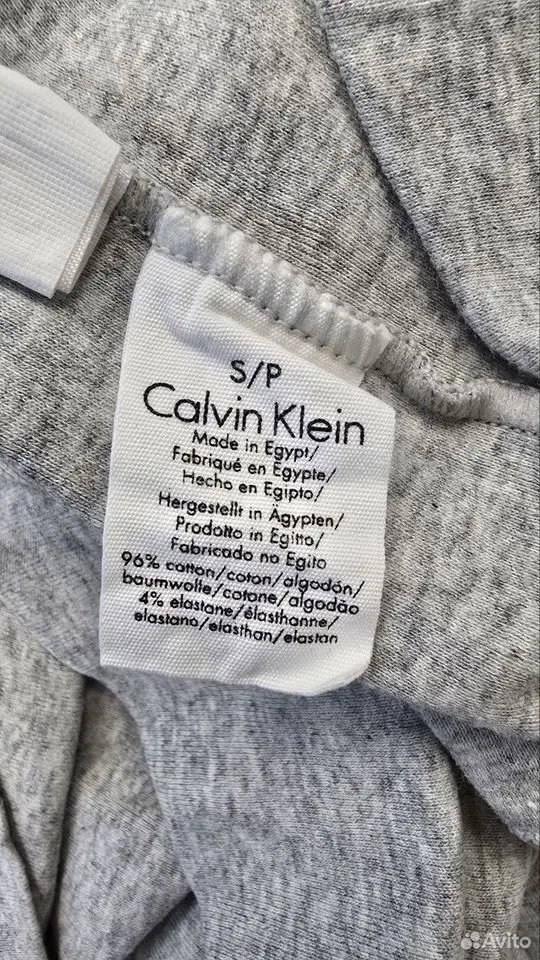 S/P
Calvin Klein
Made in Egypt/
Fabriqué en Egypte/
Hecho en Egipto/
Hergestellt in Ägypten/
Prodotto in Egitto/
Fabricado no Egito
96% cotton/coton/algodón/
baumwolle/cotone/algodão
4% elastane/élasthanne/
elastano/elasthan/elastan
Avito